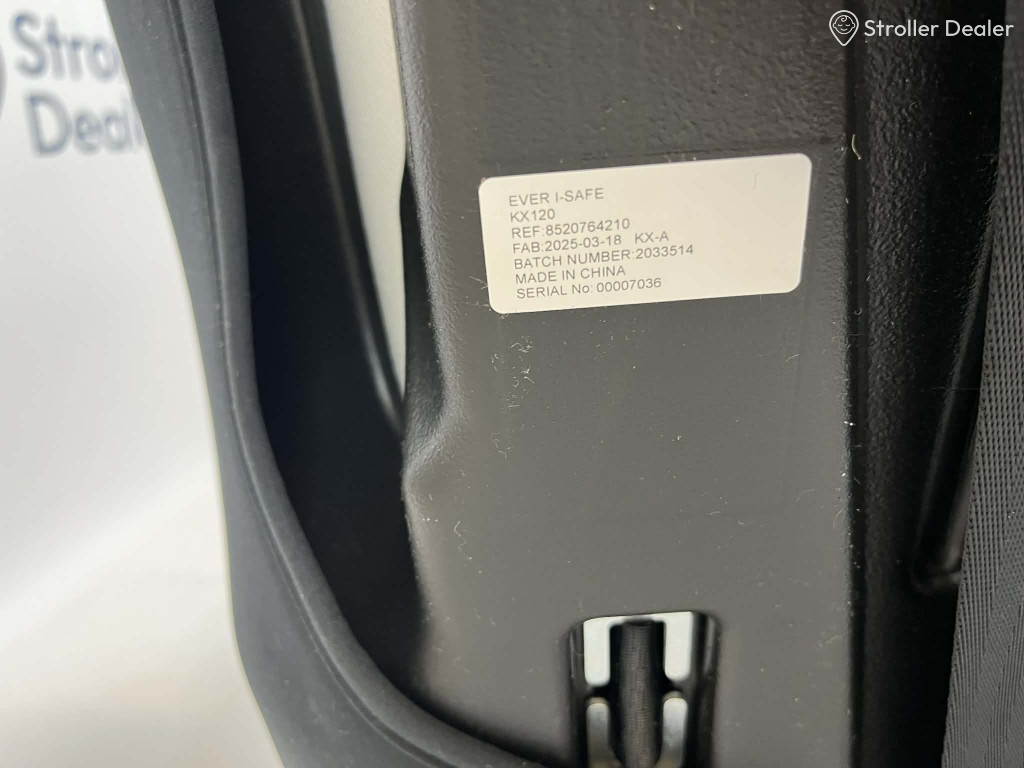 Stroller Dealer
EVER I-SAFE
KX120
REF:8520764210
FAB:2025-03-18 KX-A
BATCH NUMBER:2033514
MADE IN CHINA
SERIAL No: 00007036